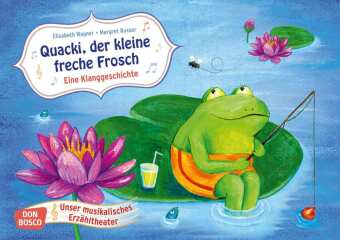 Elisabeth Wagner • Margret Russer
Quacki, der kleine
freche Frosch
Eine Klanggeschichte
Unser musikalisches
Erzähltheater
DON
BOSCO